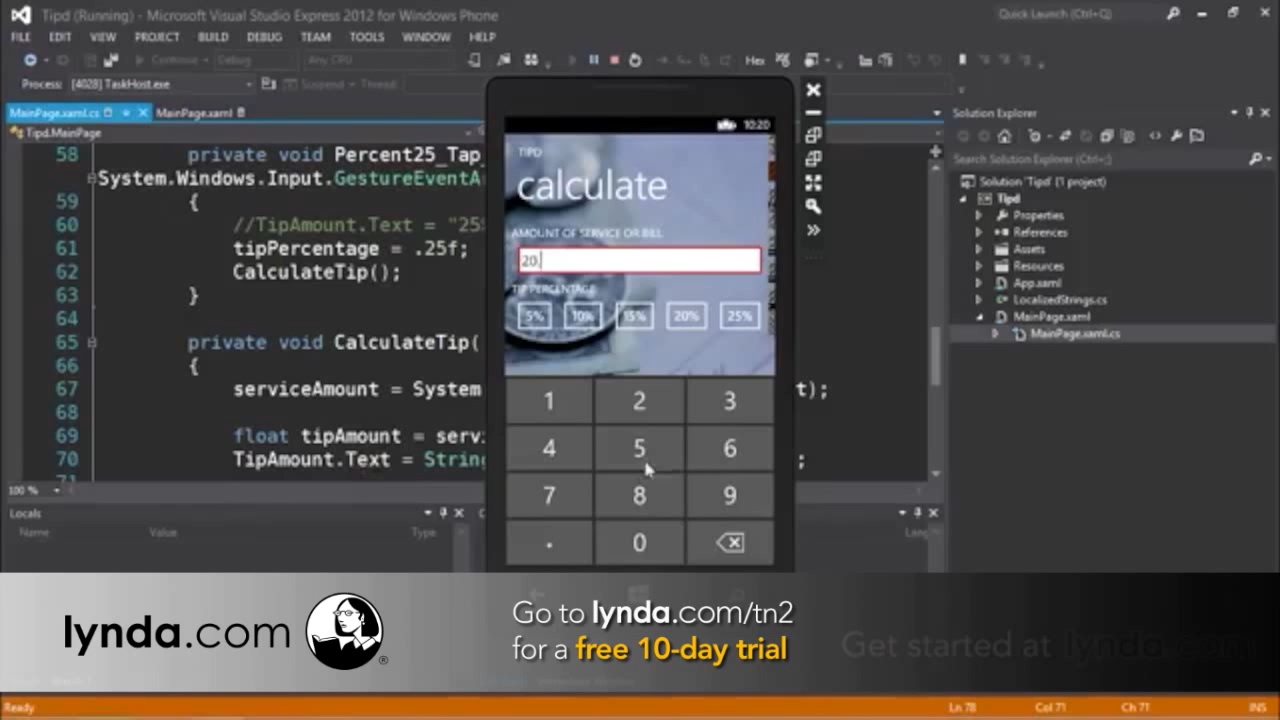 Tipd (Running) - Microsoft Visual Studio Express 2012 for Windows Phone
Quick Launch (Ctrl+Q)
FILE EDIT VIEW PROJECT BUILD DEBUG TEAM TOOLS WINDOW HELP
Continue Debug Any CPU Hex
Process: [4028] TaskHost.exe Suspend Thread:
MainPage.xaml.cs MainPage.xaml
Tipd.MainPage
58 private void Percent25_Tap_
System.Windows.Input.GestureEventA
59 {
60 //TipAmount.Text = "25
61 tipPercentage = .25f;
62 CalculateTip();
63 }
64
65 private void CalculateTip(
66 {
67 serviceAmount = System t);
68
69 float tipAmount = serv
70 TipAmount.Text = Strin ;
71
100 %
Locals
Name Value Type Lang
10:20
TIPD
calculate
AMOUNT OF SERVICE OR BILL
20.
TIP PERCENTAGE
5% 10% 15% 20% 25%
1 2 3
4 5 6
7 8 9
. 0
Solution Explorer
Search Solution Explorer (Ctrl+;)
Solution 'Tipd' (1 project)
Tipd
Properties
References
Assets
Resources
App.xaml
LocalizedStrings.cs
MainPage.xaml
MainPage.xaml.cs
lynda.com
®
Go to lynda.com/tn2
for a free 10-day trial
Get started at lynda.com
Ready Ln 78 Col 71 Ch 71 INS